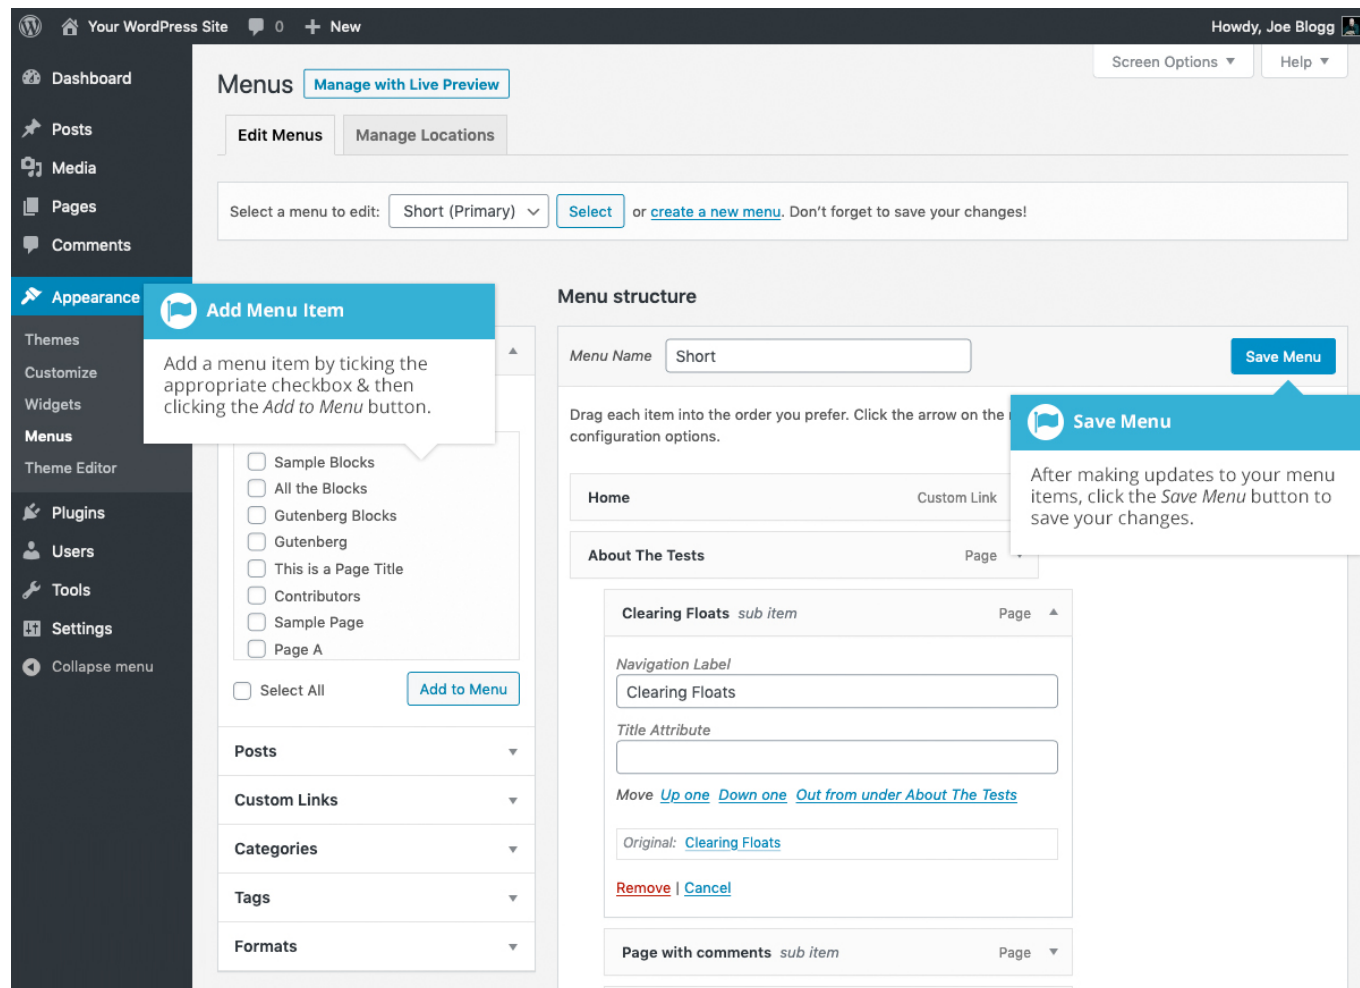 Your WordPress Site 0 New Howdy, Joe Blogg
Screen Options Help
Dashboard
Posts
Media
Pages
Comments
Appearance
Themes
Customize
Widgets
Menus
Theme Editor
Plugins
Users
Tools
Settings
Collapse menu
Menus Manage with Live Preview
Edit Menus Manage Locations
Select a menu to edit: Short (Primary) Select or create a new menu. Don't forget to save your changes!
Add Menu Item
Add a menu item by ticking the
appropriate checkbox & then
clicking the Add to Menu button.
Sample Blocks
All the Blocks
Gutenberg Blocks
Gutenberg
This is a Page Title
Contributors
Sample Page
Page A
Select All Add to Menu
Posts
Custom Links
Categories
Tags
Formats
Menu structure
Menu Name Short Save Menu
Drag each item into the order you prefer. Click the arrow on the
configuration options.
Save Menu
After making updates to your menu
items, click the Save Menu button to
save your changes.
Home Custom Link
About The Tests Page
Clearing Floats sub item Page
Navigation Label
Clearing Floats
Title Attribute
Move Up one Down one Out from under About The Tests
Original: Clearing Floats
Remove | Cancel
Page with comments sub item Page